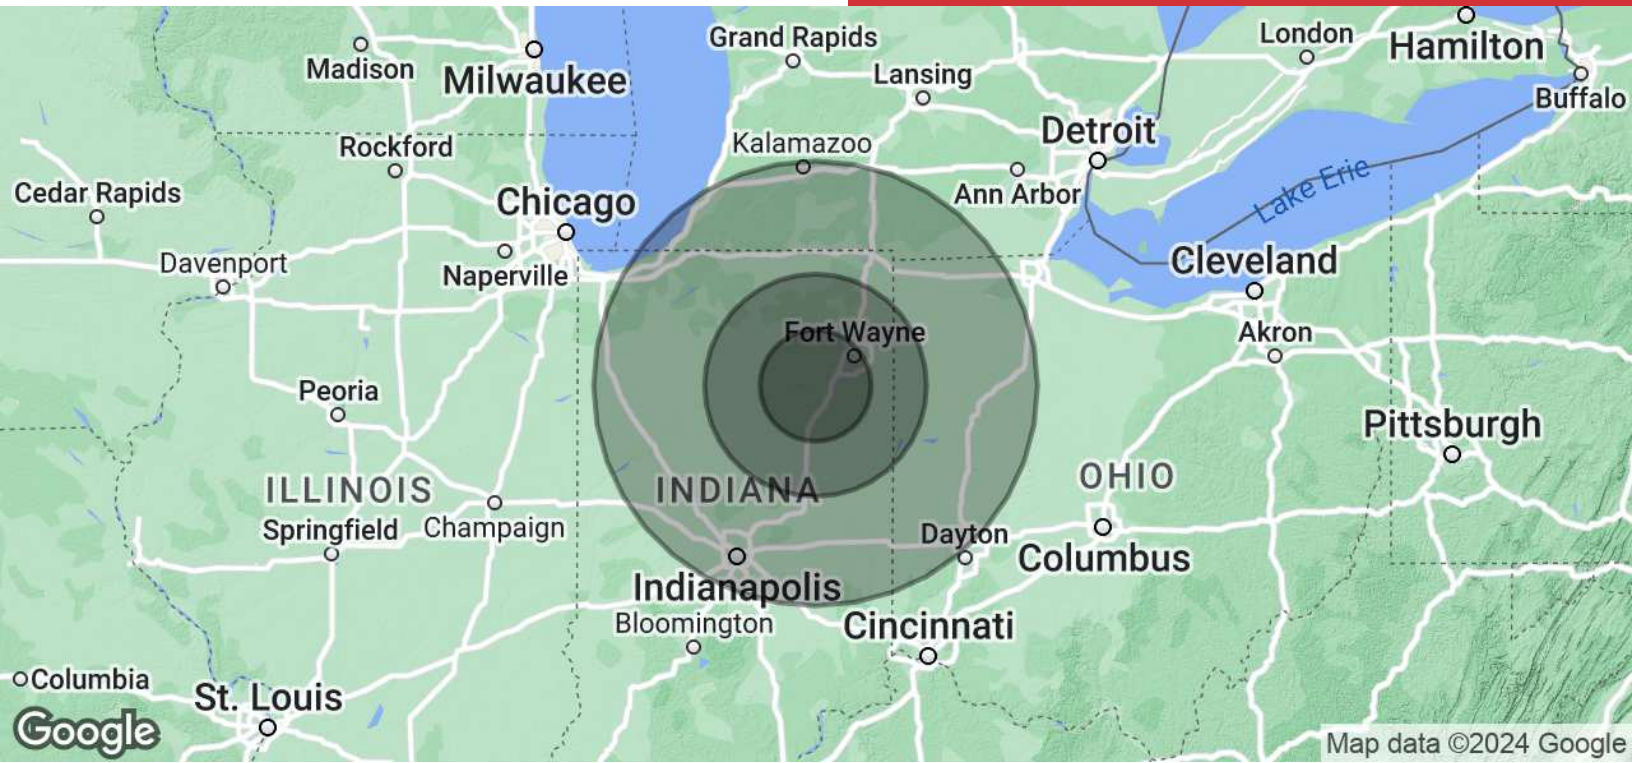 Grand Rapids
London
Hamilton
Madison
Milwaukee
Lansing
Buffalo
Rockford
Kalamazoo
Detroit
Cedar Rapids
Chicago
Ann Arbor
Lake Erie
Davenport
Naperville
Cleveland
Fort Wayne
Akron
Peoria
Pittsburgh
ILLINOIS
INDIANA
OHIO
Springfield
Champaign
Dayton
Columbus
Indianapolis
Bloomington
Cincinnati
Columbia
St. Louis
Google
Map data ©2024 Google